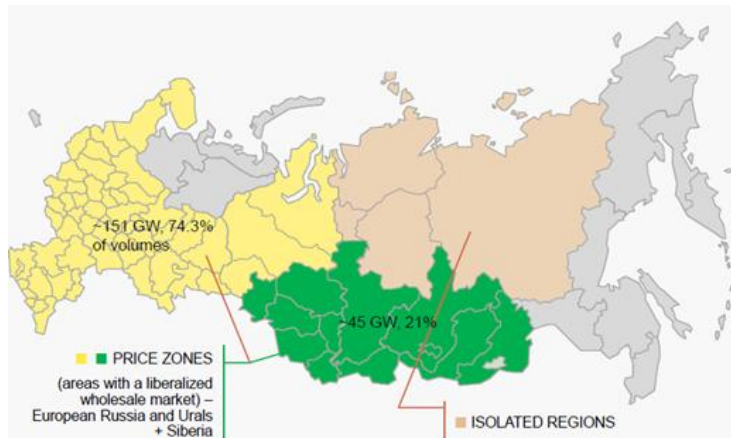 ~151 GW, 74.3%
of volumes
~45 GW, 21%
PRICE ZONES
(areas with a liberalized
wholesale market) –
European Russia and Urals
+ Siberia
ISOLATED REGIONS